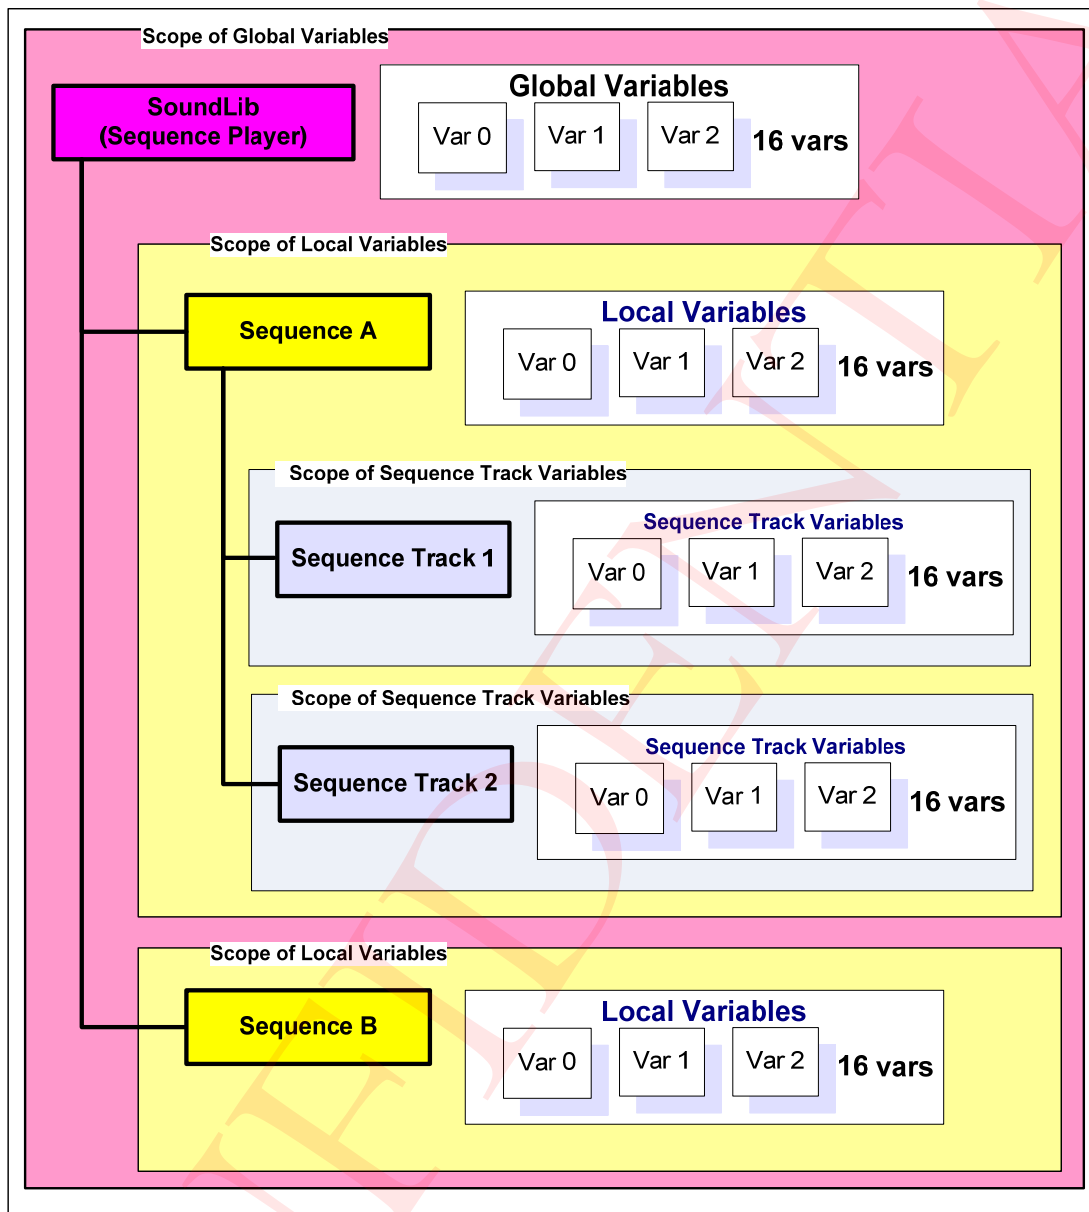 Scope of Global Variables
SoundLib
(Sequence Player)
Global Variables
Var 0
Var 1
Var 2
16 vars
Scope of Local Variables
Sequence A
Local Variables
Var 0
Var 1
Var 2
16 vars
Scope of Sequence Track Variables
Sequence Track 1
Sequence Track Variables
Var 0
Var 1
Var 2
16 vars
Scope of Sequence Track Variables
Sequence Track 2
Sequence Track Variables
Var 0
Var 1
Var 2
16 vars
Scope of Local Variables
Sequence B
Local Variables
Var 0
Var 1
Var 2
16 vars